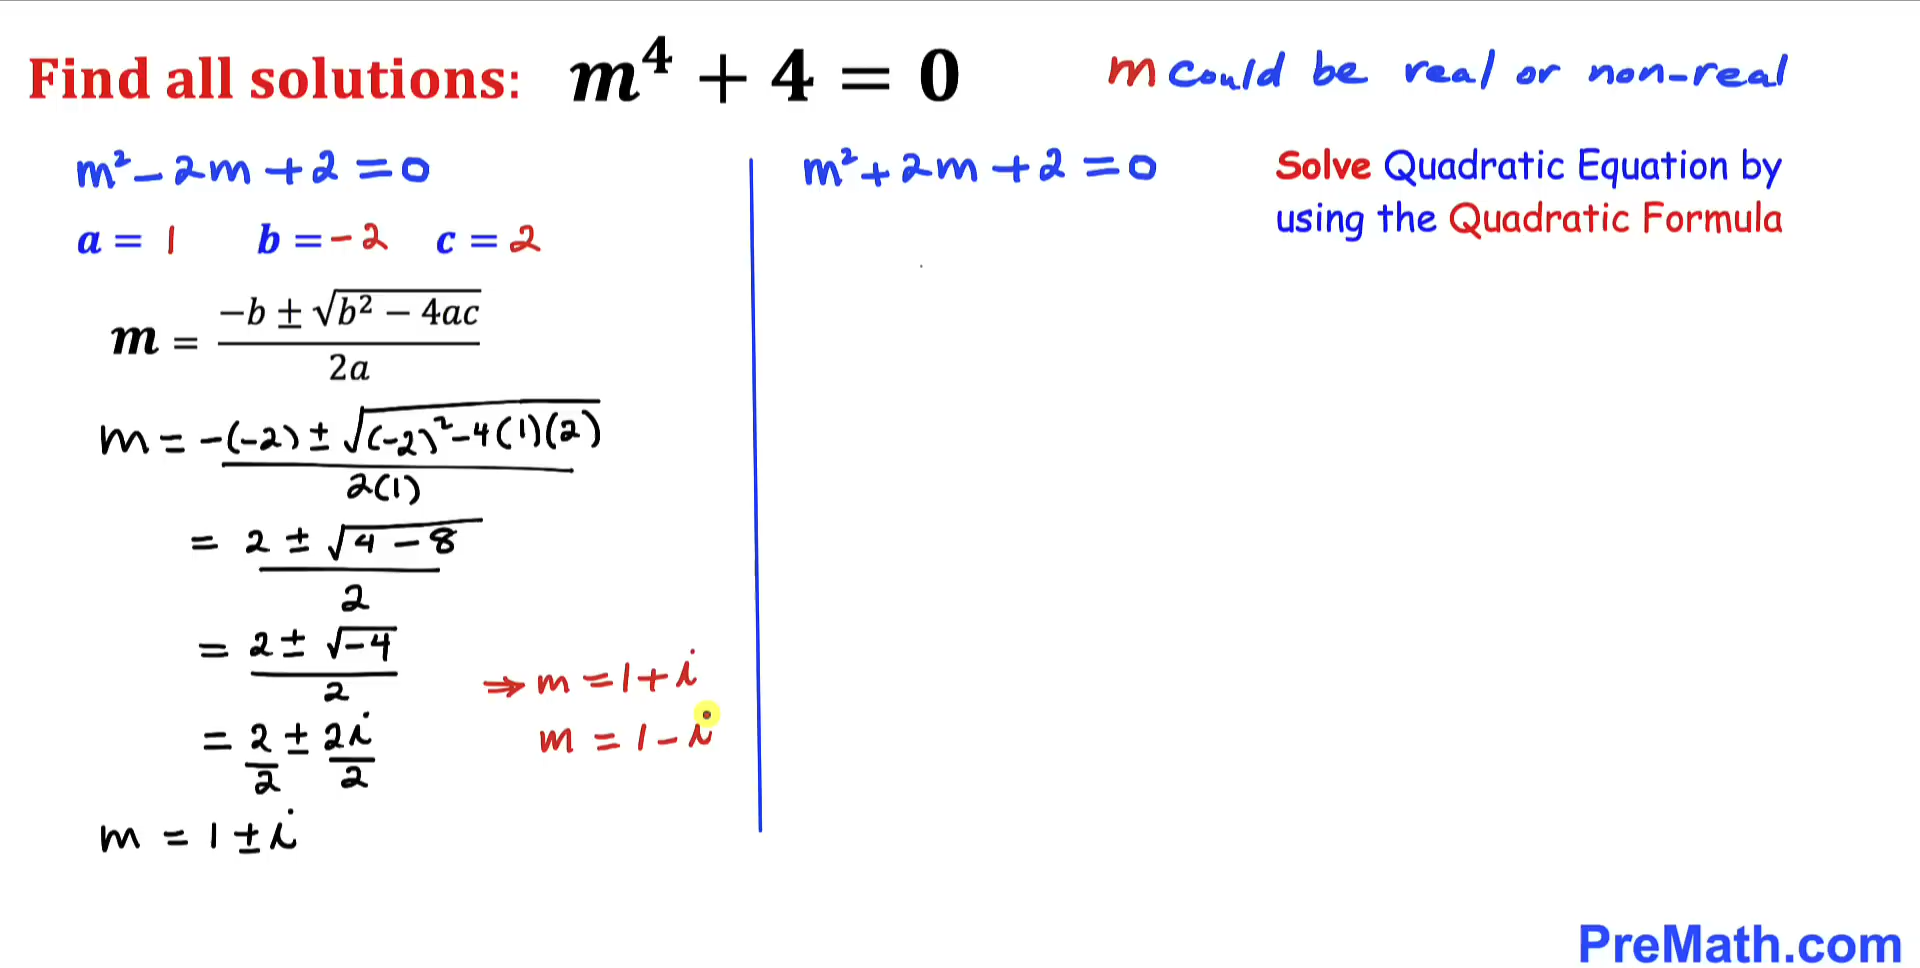 Find all solutions: m⁴ + 4 = 0
m could be real or non-real
m² - 2m + 2 = 0
a = 1 b = -2 c = 2
m = (-b ± √(b² - 4ac)) / 2a
m = (-(-2) ± √((-2)² - 4(1)(2))) / 2(1)
= (2 ± √(4 - 8)) / 2
= (2 ± √-4) / 2
= 2/2 ± 2i/2
m = 1 ± i
⇒ m = 1 + i
m = 1 - i
m² + 2m + 2 = 0
Solve Quadratic Equation by
using the Quadratic Formula
PreMath.com